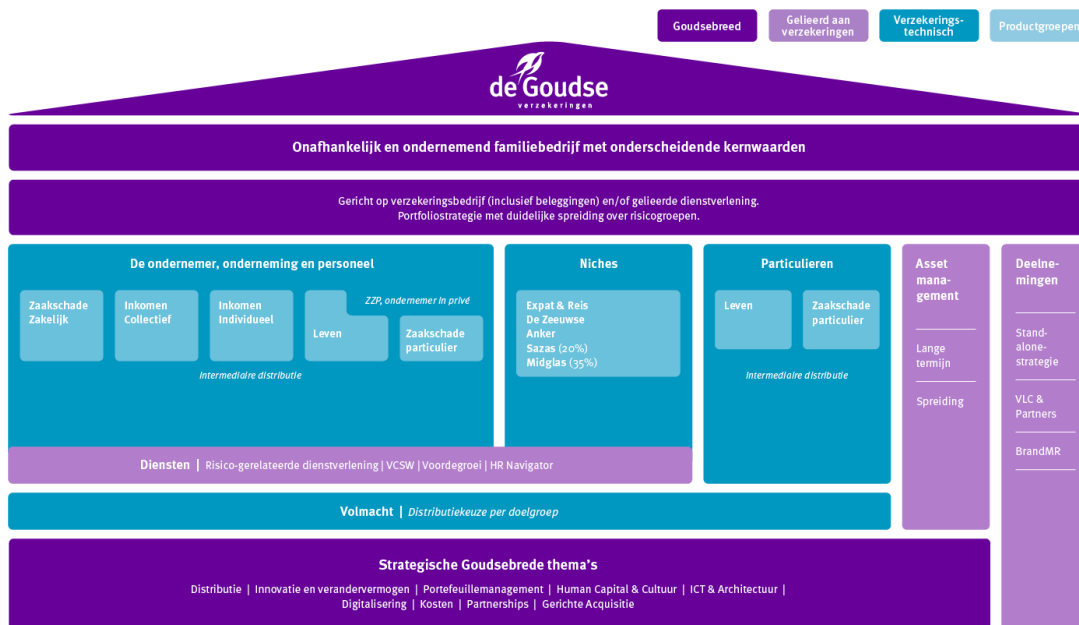 Goudsebreed
Gelieerd aan
verzekeringen
Verzekerings-
technisch
Productgroepen
de Goudse
verzekeringen
Onafhankelijk en ondernemend familiebedrijf met onderscheidende kernwaarden
Gericht op verzekeringsbedrijf (inclusief beleggingen) en/of gelieerde dienstverlening.
Portfoliostrategie met duidelijke spreiding over risicogroepen.
De ondernemer, onderneming en personeel
Zaakschade
Zakelijk
Inkomen
Collectief
Inkomen
Individueel
Leven
ZZP, ondernemer in privé
Zaakschade
particulier
Intermediaire distributie
Niches
Expat & Reis
De Zeeuwse
Anker
Sazas (20%)
Midglas (35%)
Particulieren
Leven
Zaakschade
particulier
Intermediaire distributie
Asset
mana-
gement
Lange
termijn
Spreiding
Deelne-
mingen
Stand-
alone-
strategie
VLC &
Partners
BrandMR
Diensten | Risico-gerelateerde dienstverlening | VCSW | Voordegroei | HR Navigator
Volmacht | Distributiekeuze per doelgroep
Strategische Goudsebrede thema's
Distributie | Innovatie en verandervermogen | Portefeuillemanagement | Human Capital & Cultuur | ICT & Architectuur |
Digitalisering | Kosten | Partnerships | Gerichte Acquisitie